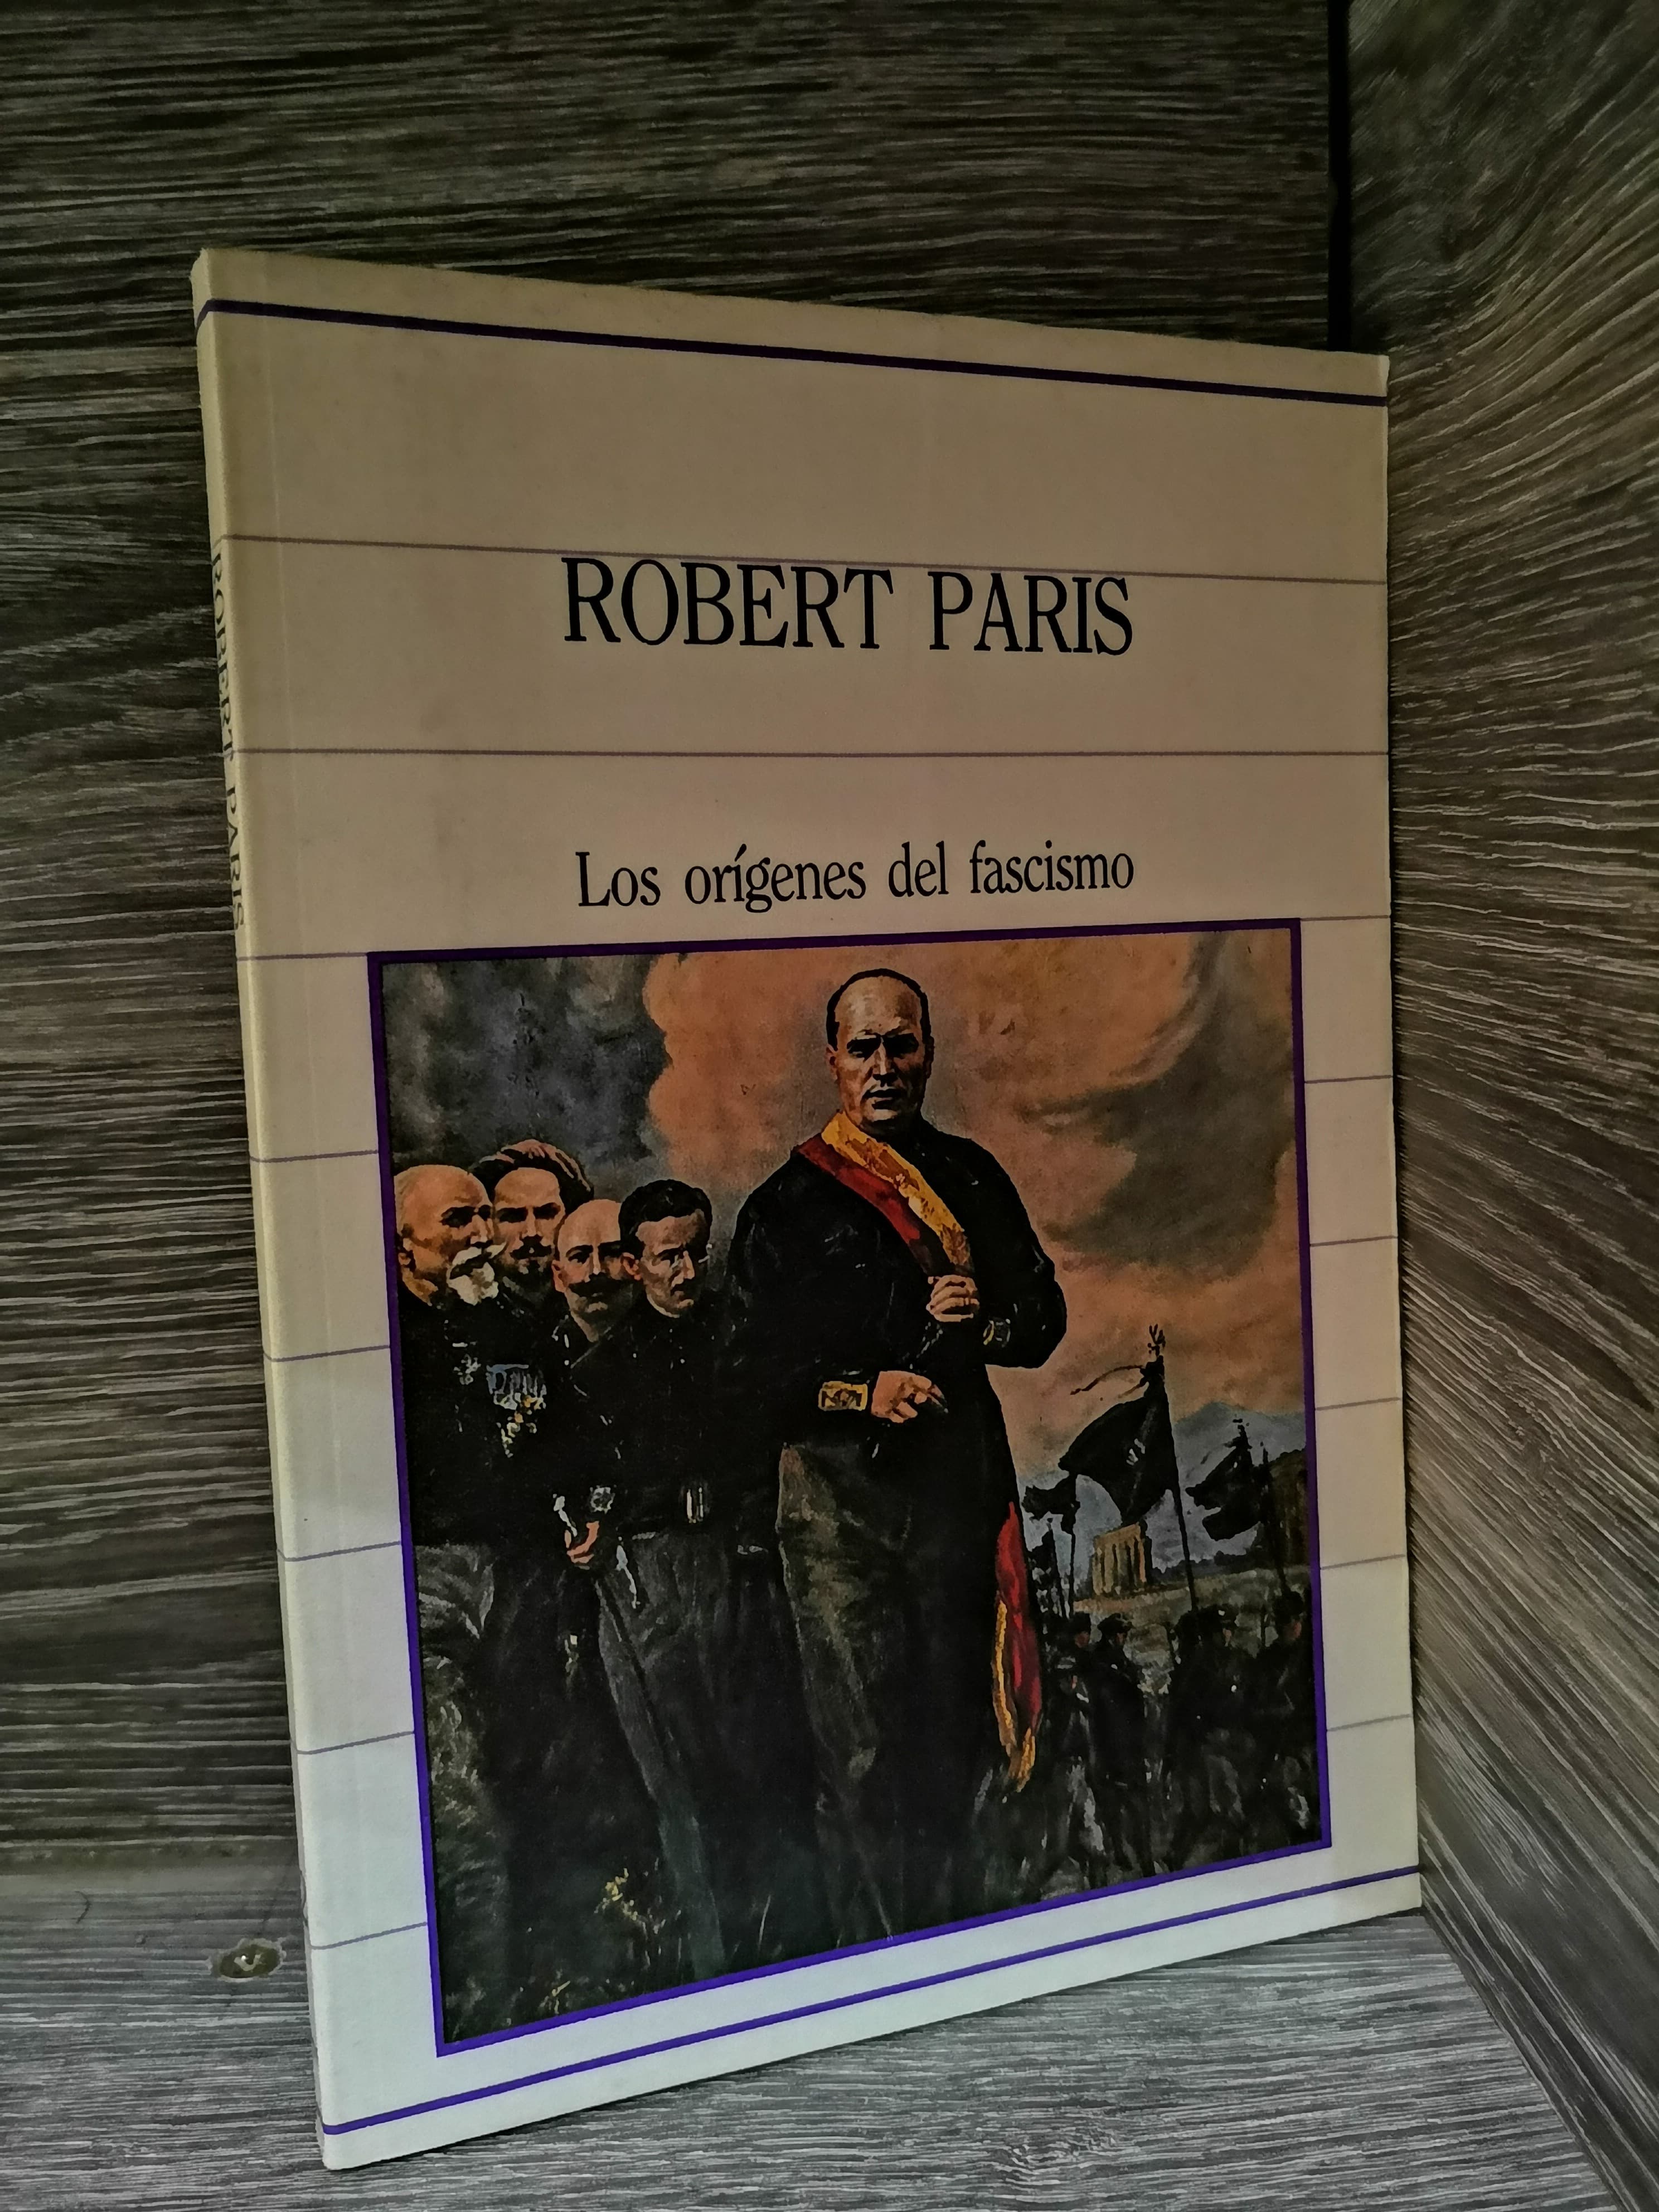 ROBERT PARIS
Los orígenes del fascismo
ROBERT PARIS